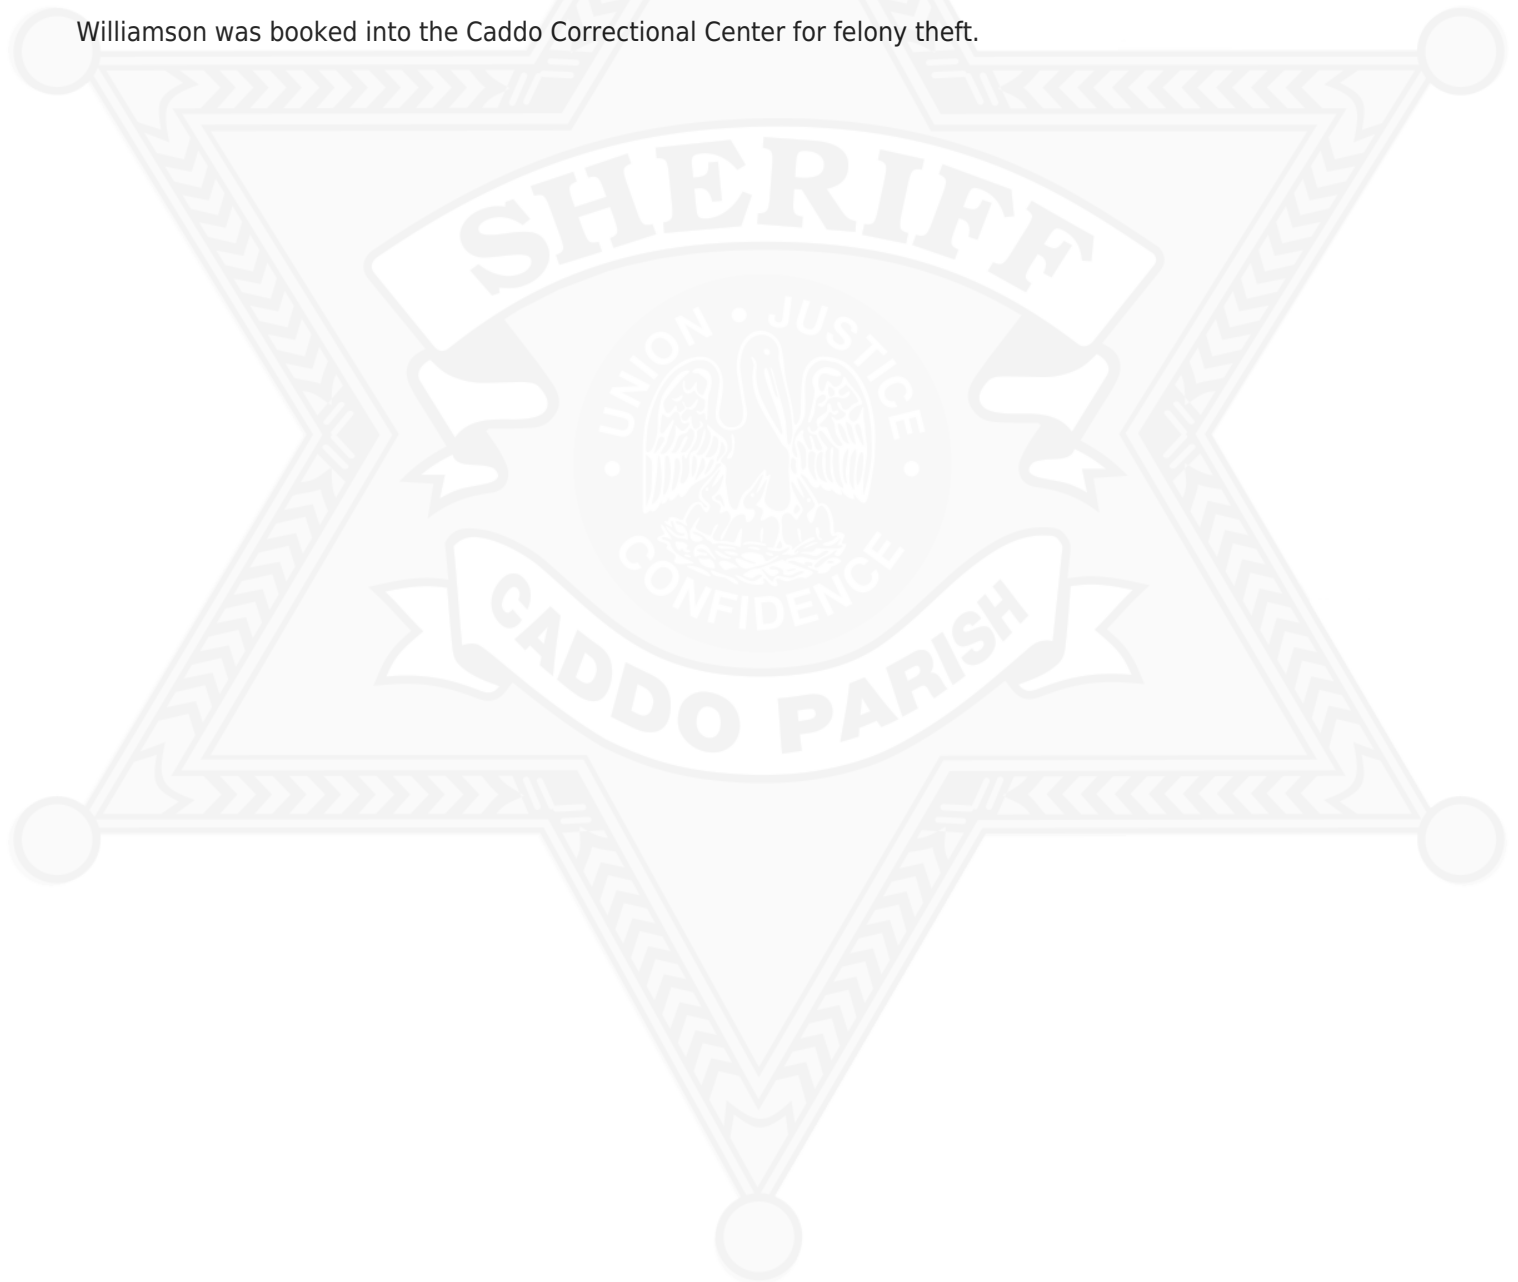 Williamson was booked into the Caddo Correctional Center for felony theft.
SHERIFF
UNION • JUSTICE
CONFIDENCE
CADDO PARISH